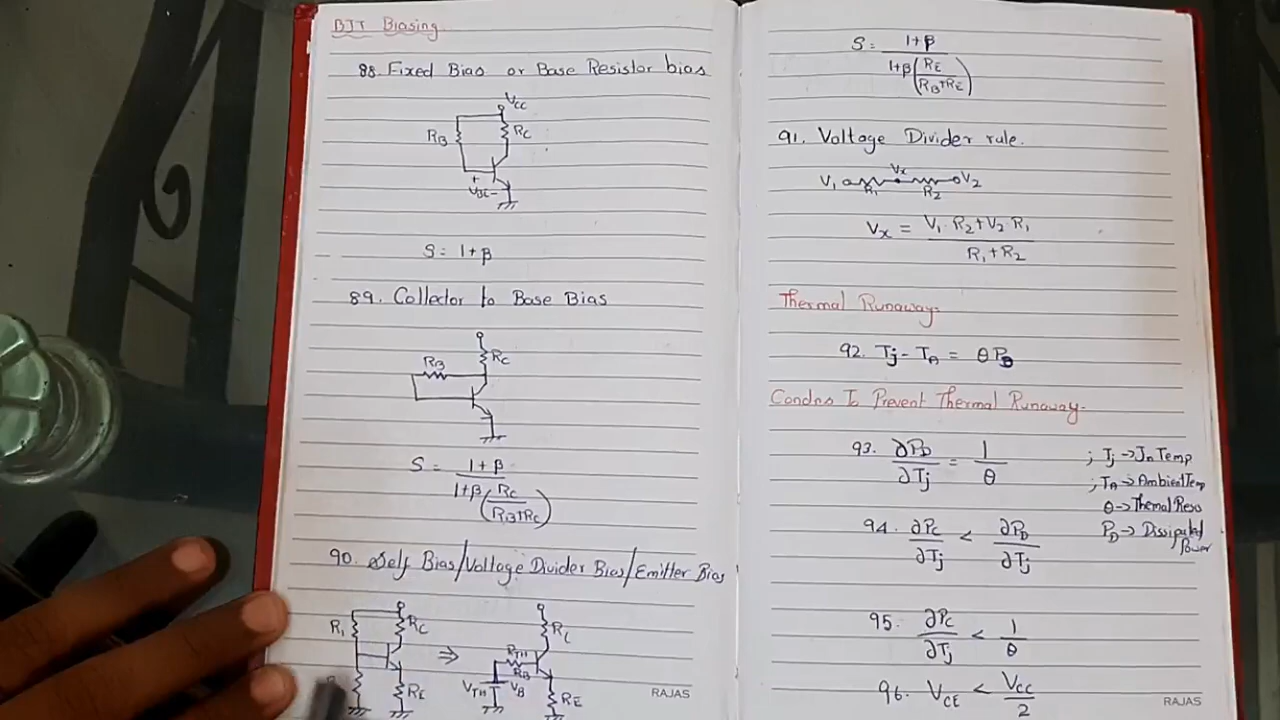 BJT Biasing.
88. Fixed Bias or Base Resistor bias
VCC
RB
RC
+
VBE -
S = 1+β
89. Collector to Base Bias
RC
RB
S = 1+β / 1+β(RC / RB+RC)
90. Self Bias/Voltage Divider Bias/Emitter Bias
R1 RC ⇒ RTH
RB
VTH VB
RE RE
RAJAS
S = 1+β / 1+β(RE / RB+RE)
91. Voltage Divider rule.
V1 R1 Vx R2 V2
Vx = V1·R2+V2 R1 / R1+R2
Thermal Runaway:
92. Tj - TA = θPD
Condns To Prevent Thermal Runaway-
93. ∂PD/∂Tj = 1/θ ; Tj → Jn Temp
; TA → Ambient Temp
θ → Thermal Resis
94. ∂PC/∂Tj < ∂PD/∂Tj PD → Dissipated
Power
95. ∂PC/∂Tj < 1/θ
96. VCE < VCC/2
RAJAS